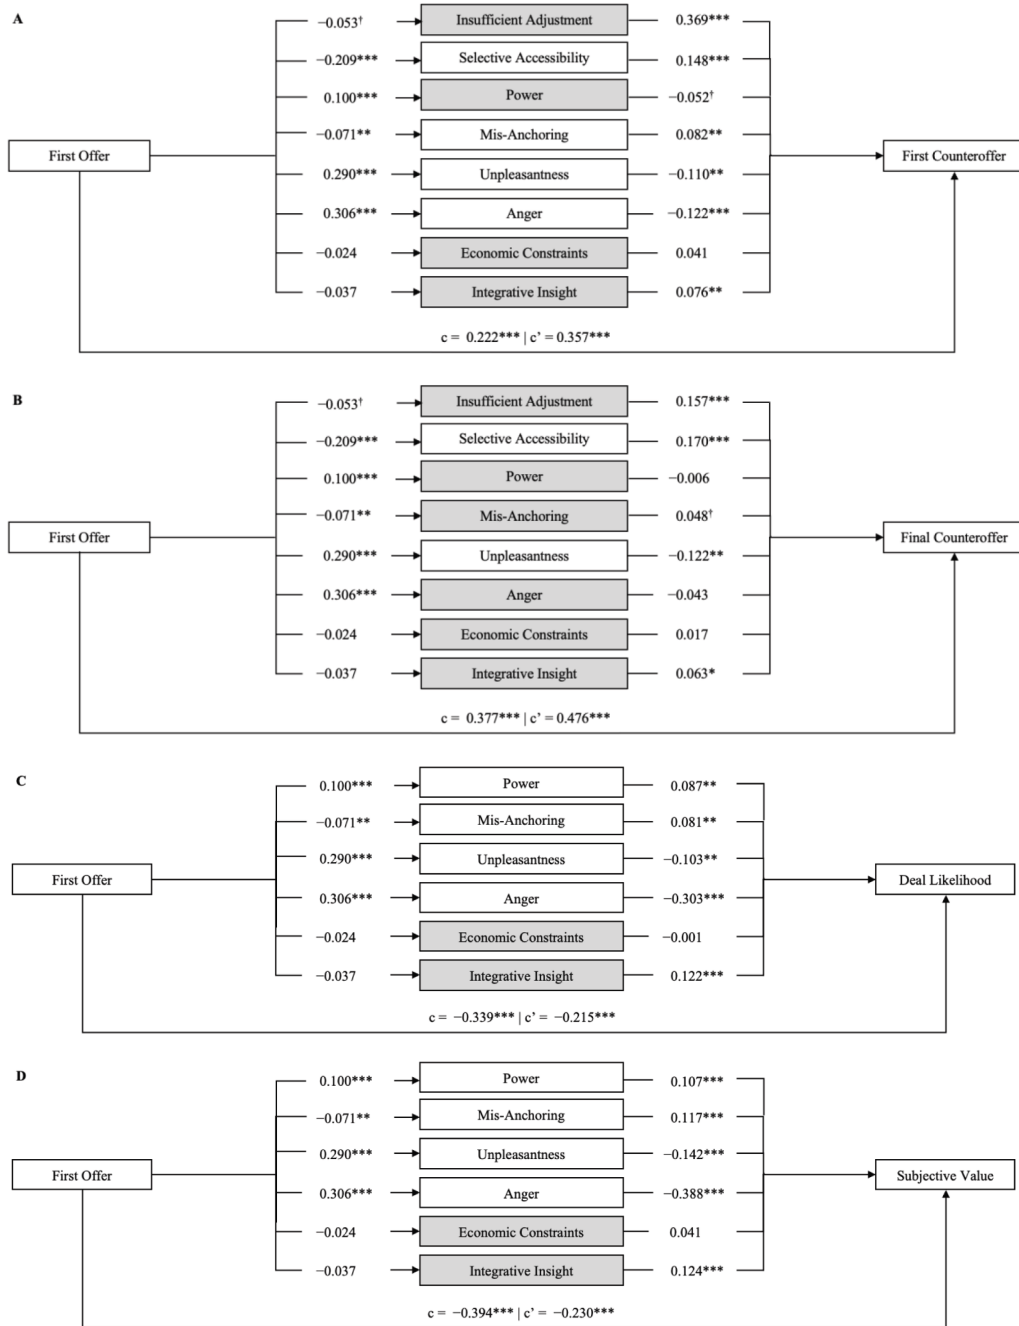 A
−0.053† Insufficient Adjustment 0.369***
−0.209*** Selective Accessibility 0.148***
0.100*** Power −0.052†
−0.071** Mis-Anchoring 0.082**
First Offer First Counteroffer
0.290*** Unpleasantness −0.110**
0.306*** Anger −0.122***
−0.024 Economic Constraints 0.041
−0.037 Integrative Insight 0.076**
c = 0.222*** | c' = 0.357***
B
−0.053† Insufficient Adjustment 0.157***
−0.209*** Selective Accessibility 0.170***
0.100*** Power −0.006
−0.071** Mis-Anchoring 0.048†
First Offer Final Counteroffer
0.290*** Unpleasantness −0.122**
0.306*** Anger −0.043
−0.024 Economic Constraints 0.017
−0.037 Integrative Insight 0.063*
c = 0.377*** | c' = 0.476***
C
0.100*** Power 0.087**
−0.071** Mis-Anchoring 0.081**
0.290*** Unpleasantness −0.103**
First Offer Deal Likelihood
0.306*** Anger −0.303***
−0.024 Economic Constraints −0.001
−0.037 Integrative Insight 0.122***
c = −0.339*** | c' = −0.215***
D
0.100*** Power 0.107***
−0.071** Mis-Anchoring 0.117***
0.290*** Unpleasantness −0.142***
First Offer Subjective Value
0.306*** Anger −0.388***
−0.024 Economic Constraints 0.041
−0.037 Integrative Insight 0.124***
c = −0.394*** | c' = −0.230***